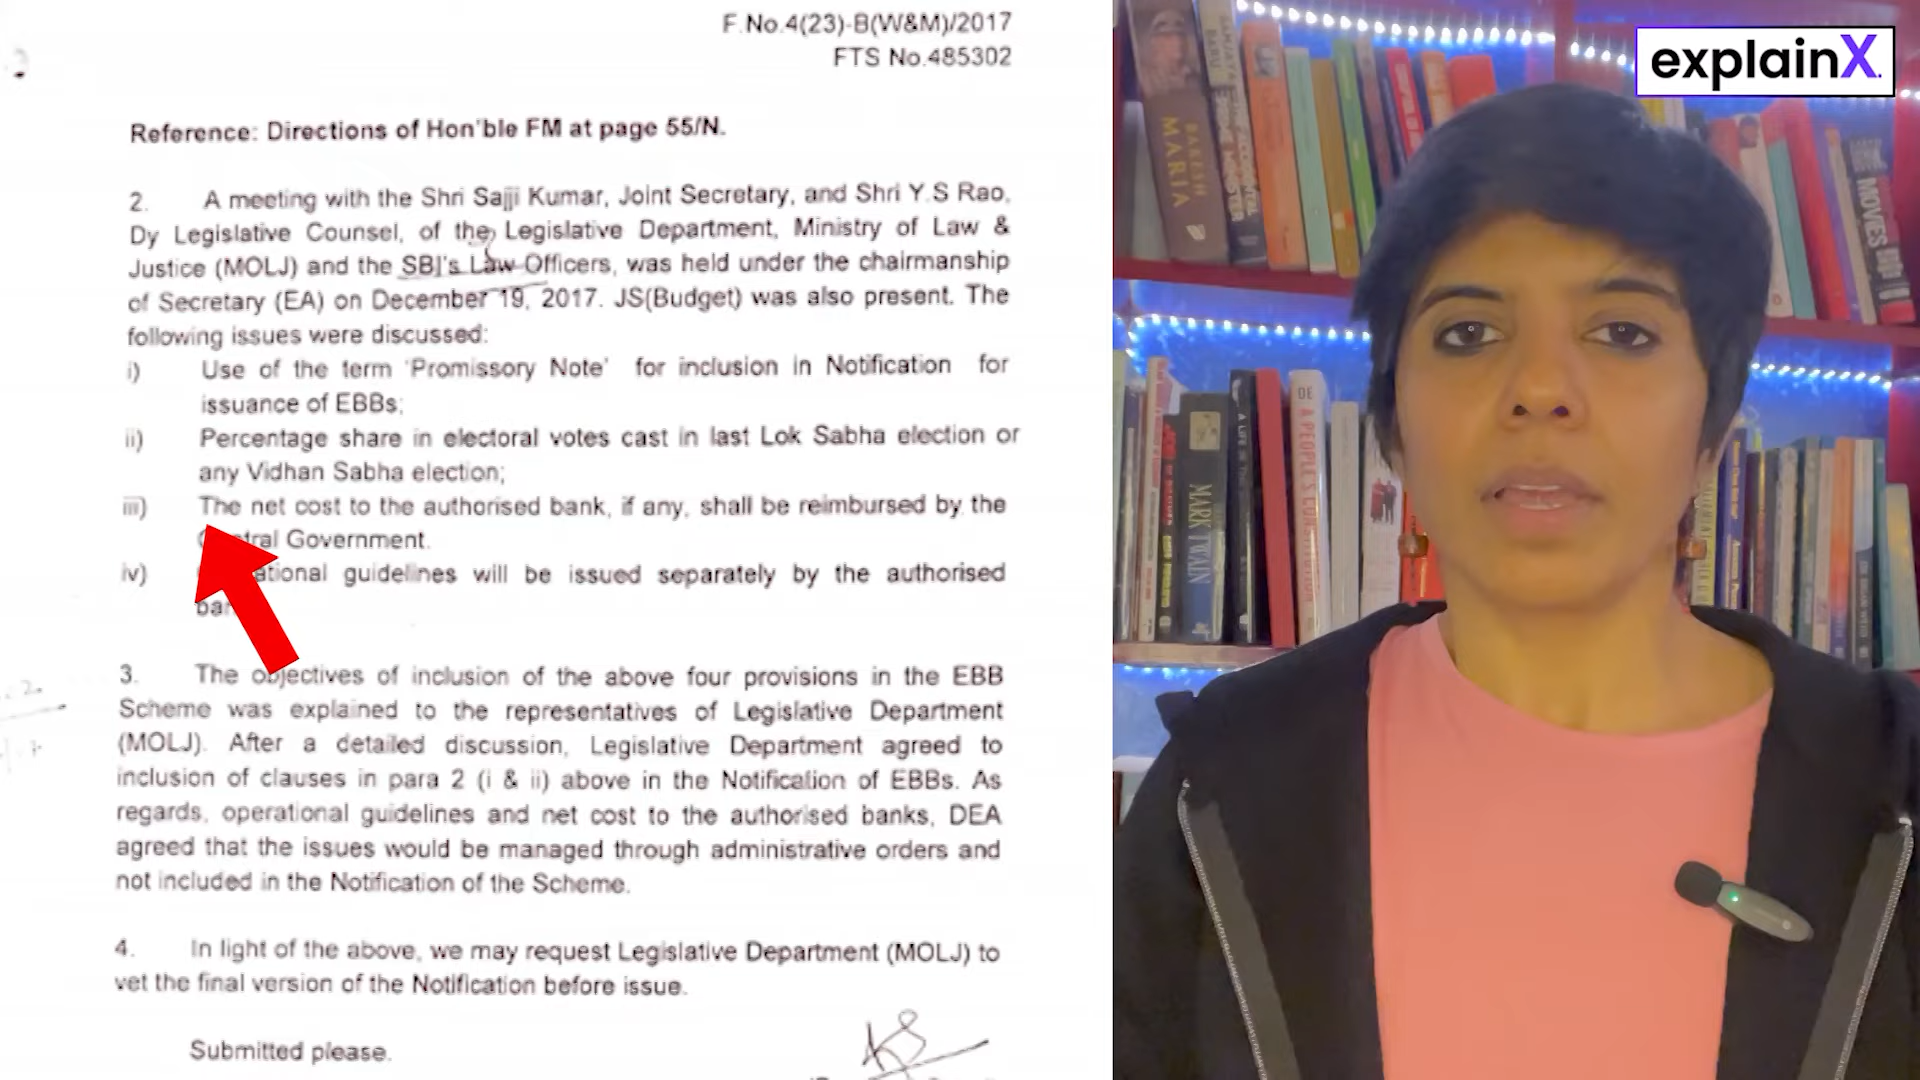 F.No.4(23)-B(W&M)/2017
FTS No.485302
Reference: Directions of Hon'ble FM at page 55/N.
2. A meeting with the Shri Sajji Kumar, Joint Secretary, and Shri Y.S Rao,
Dy Legislative Counsel, of the Legislative Department, Ministry of Law &
Justice (MOLJ) and the SBI's Law Officers, was held under the chairmanship
of Secretary (EA) on December 19, 2017. JS(Budget) was also present. The
following issues were discussed:
i) Use of the term 'Promissory Note' for inclusion in Notification for
issuance of EBBs;
ii) Percentage share in electoral votes cast in last Lok Sabha election or
any Vidhan Sabha election;
iii) The net cost to the authorised bank, if any, shall be reimbursed by the
Government.
iv) guidelines will be issued separately by the authorised
3. The objectives of inclusion of the above four provisions in the EBB
Scheme was explained to the representatives of Legislative Department
(MOLJ). After a detailed discussion, Legislative Department agreed to
inclusion of clauses in para 2 (i & ii) above in the Notification of EBBs. As
regards, operational guidelines and net cost to the authorised banks, DEA
agreed that the issues would be managed through administrative orders and
not included in the Notification of the Scheme.
4. In light of the above, we may request Legislative Department (MOLJ) to
vet the final version of the Notification before issue.
Submitted please.
explainX.
MARIA
MARK TWAIN
A PEOPLE'S CONSTITUTION
MOVIES